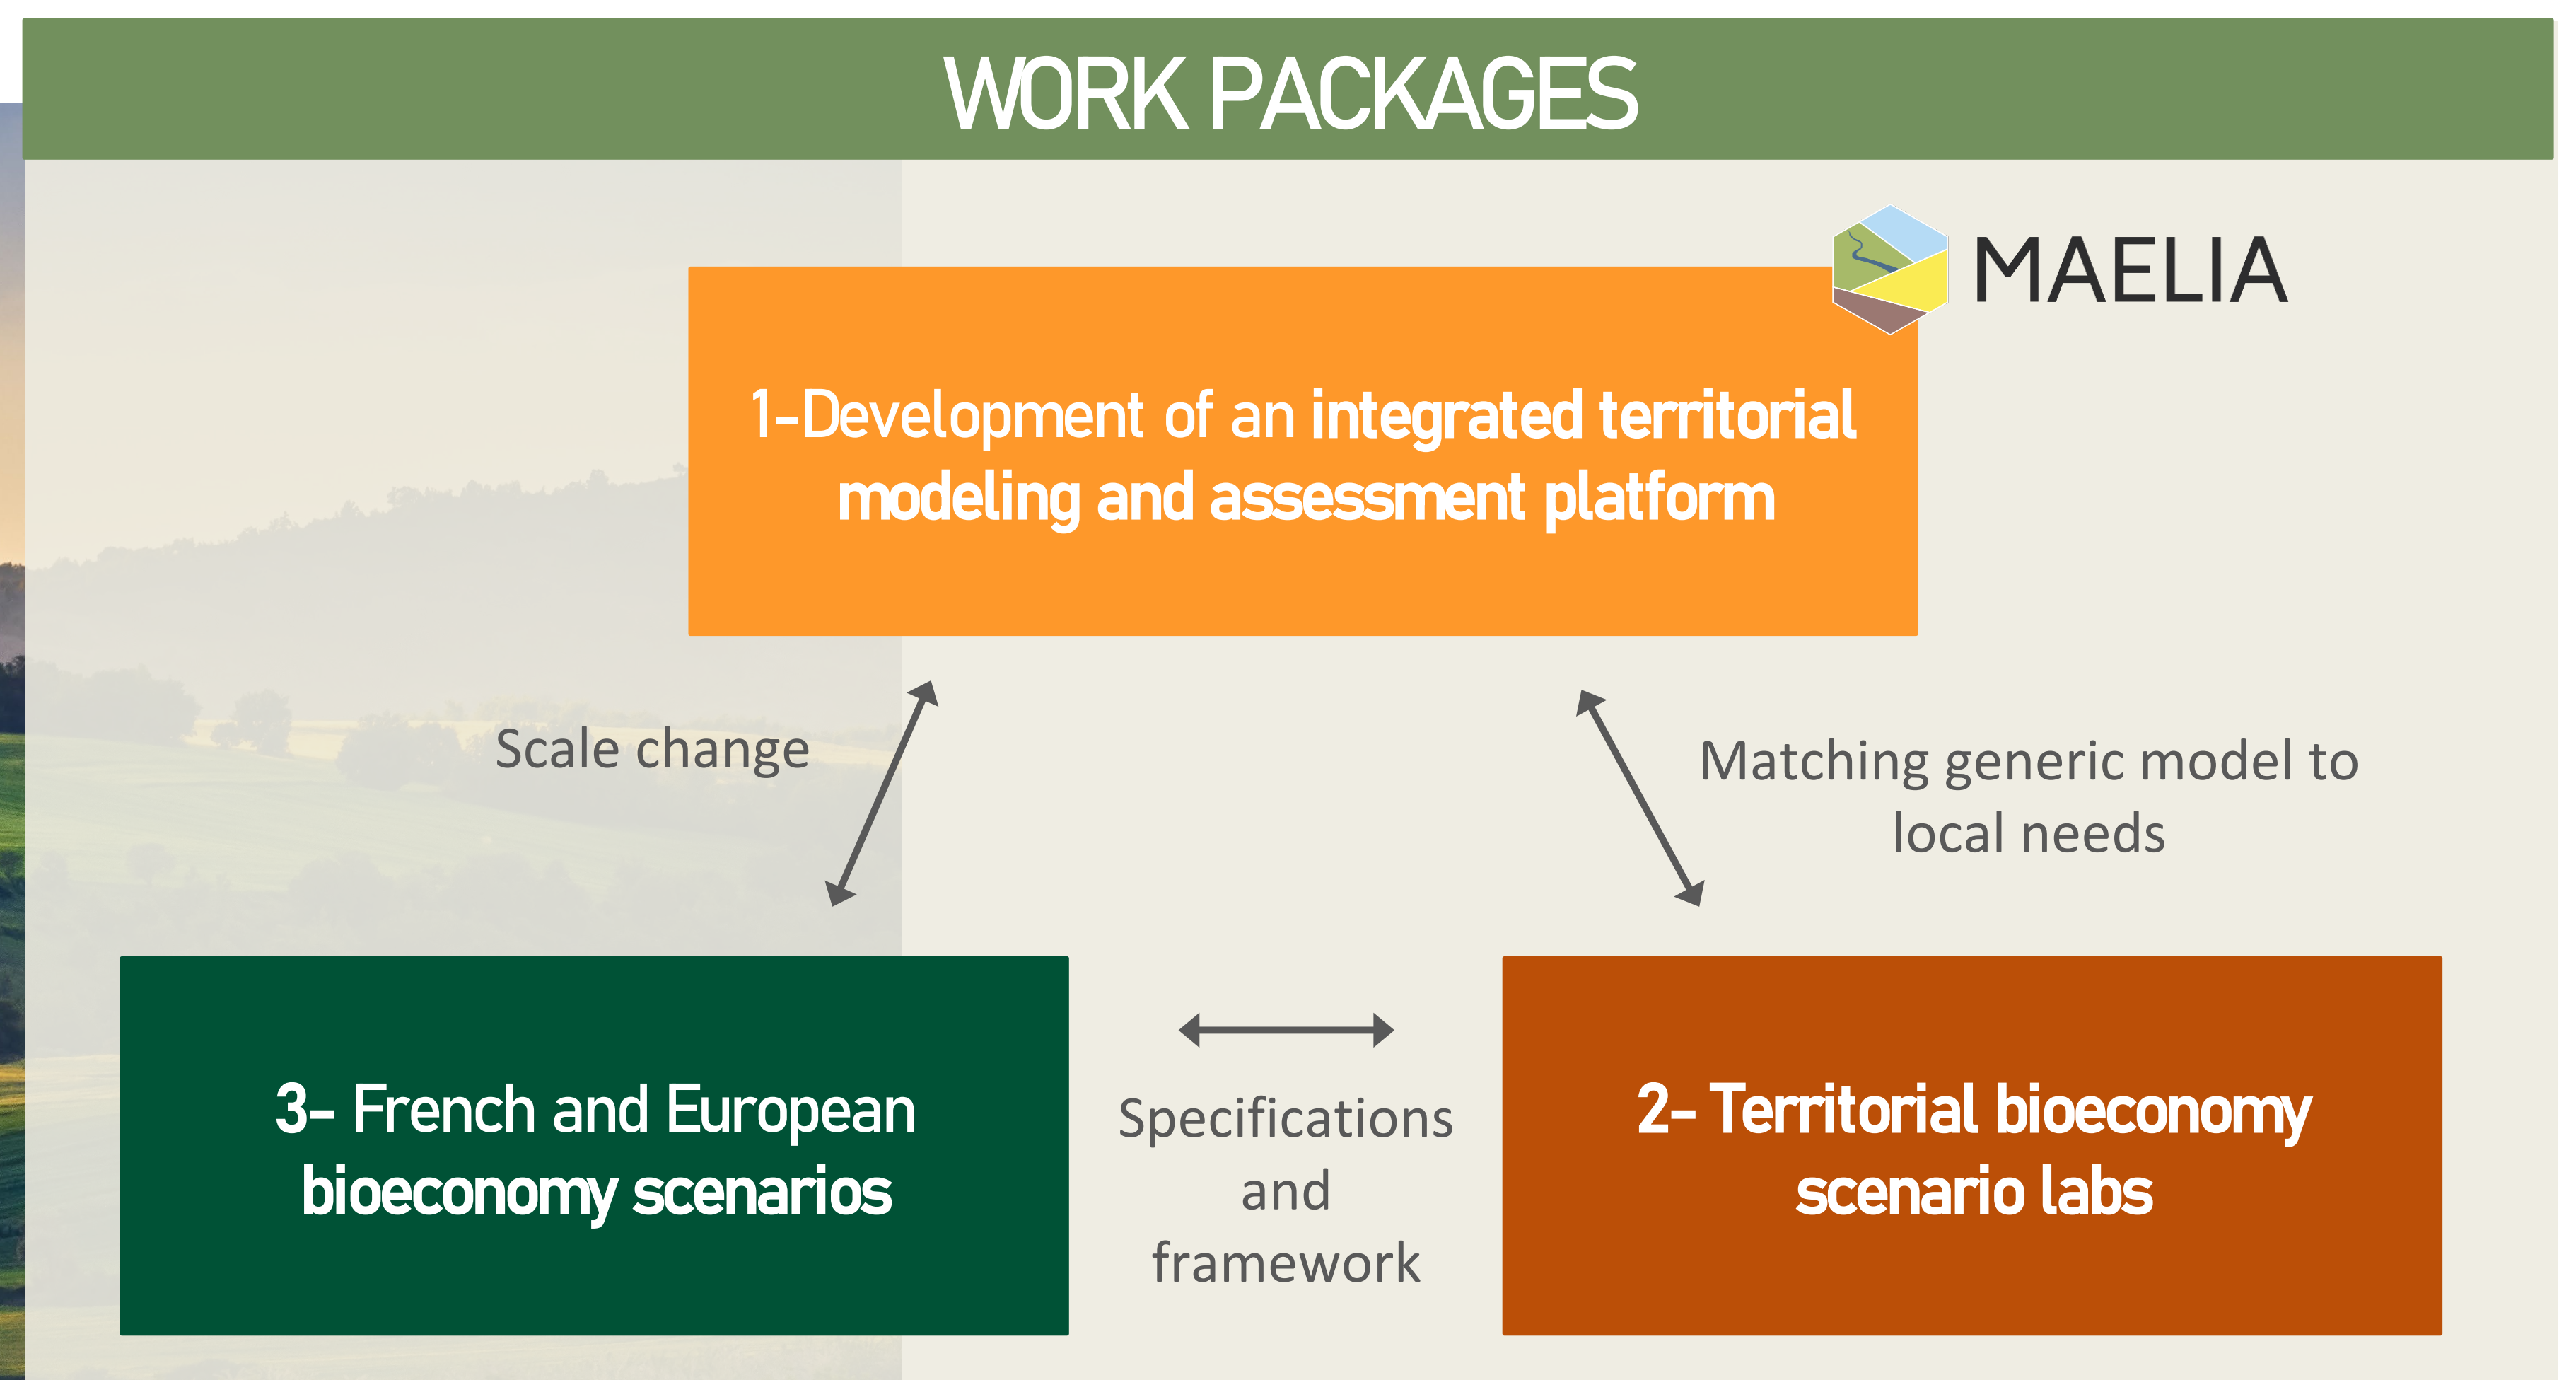 WORK PACKAGES
MAELIA
1-Development of an integrated territorial
modeling and assessment platform
Scale change
Matching generic model to
local needs
3- French and European
bioeconomy scenarios
Specifications
and
framework
2- Territorial bioeconomy
scenario labs